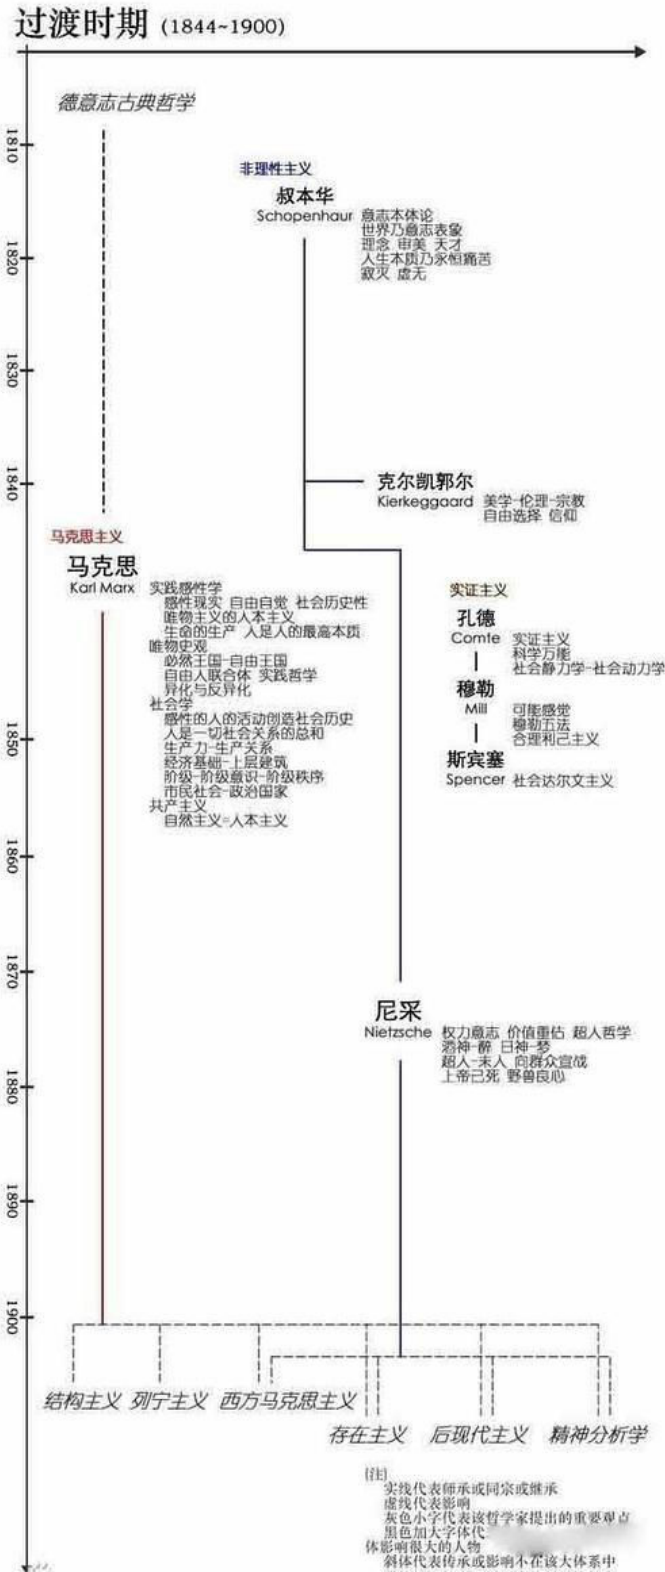 过渡时期 (1844~1900)
德意志古典哲学
1810
1820
1830
1840
1850
1860
1870
1880
1890
1900
非理性主义
叔本华
Schopenhaur
意志本体论
世界乃意志表象
理念 审美 天才
人生本质乃永恒痛苦
寂灭 虚无
克尔凯郭尔
Kierkeggaard
美学-伦理-宗教
自由选择 信仰
马克思主义
马克思
Karl Marx
实践感性学
感性现实 自由自觉 社会历史性
唯物主义的人本主义
生命的生产 人是人的最高本质
唯物史观
必然王国-自由王国
自由人联合体 实践哲学
异化与反异化
社会学
感性的人的活动创造社会历史
人是一切社会关系的总和
生产力-生产关系
经济基础-上层建筑
阶级-阶级意识-阶级秩序
市民社会-政治国家
共产主义
自然主义=人本主义
实证主义
孔德
Comte
实证主义
科学万能
社会静力学-社会动力学
穆勒
Mill
可能感觉
穆勒五法
合理利己主义
斯宾塞
Spencer
社会达尔文主义
尼采
Nietzsche
权力意志 价值重估 超人哲学
酒神-醉 日神-梦
超人-末人 向群众宣战
上帝已死 野兽良心
结构主义 列宁主义 西方马克思主义
存在主义 后现代主义 精神分析学
(注)
实线代表师承或同宗或继承
虚线代表影响
灰色小字代表该哲学家提出的重要观点
黑色加大字体代
体影响很大的人物
斜体代表传承或影响不在该大体系中